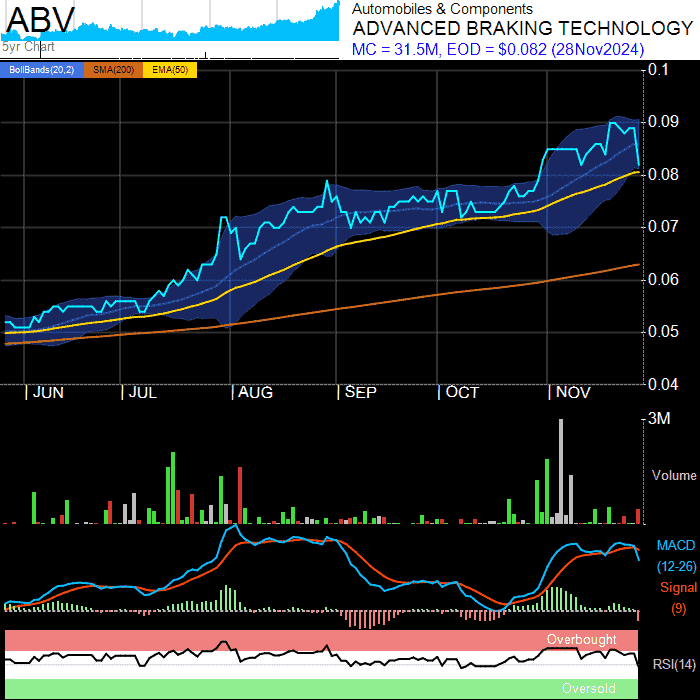 ABV
5yr Chart
Automobiles & Components
ADVANCED BRAKING TECHNOLOGY
MC = 31.5M, EOD = $0.082 (28Nov2024)
BollBands(20,2) SMA(200) EMA(50)
0.1
0.09
0.08
0.07
0.06
0.05
0.04
JUN JUL AUG SEP OCT NOV
3M
Volume
MACD
(12-26)
Signal
(9)
Overbought
RSI(14)
Oversold